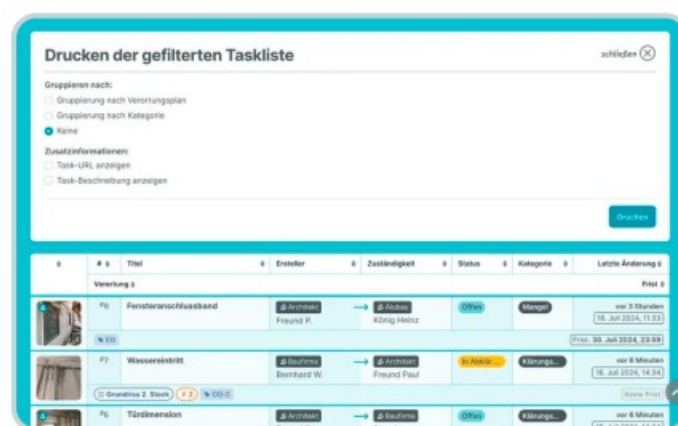 Drucken der gefilterten Taskliste
schließen
Gruppieren nach:
Gruppierung nach Verortungsplan
Gruppierung nach Kategorie
Keine
Zusatzinformationen:
Task-URL anzeigen
Task-Beschreibung anzeigen
Drucken
# Titel Ersteller Zuständigkeit Status Kategorie Letzte Änderung
Verortung Frist
#8 Fensteranschlussband Architekt → Alubau Offen Mangel vor 3 Stunden
Freund P. König Heinz 16. Juli 2024, 11:33
EG Frist: 30. Juli 2024, 23:59
#7 Wassereintritt Baufirma → Architekt In Abklär... Klärungs... vor 6 Minuten
Bernhard W. Freund Paul 16. Juli 2024, 14:34
Grundriss 2. Stock 2 OG-2 Keine Frist
#6 Türdimension Architekt → Baufirma Offen Klärungs... vor 6 Minuten